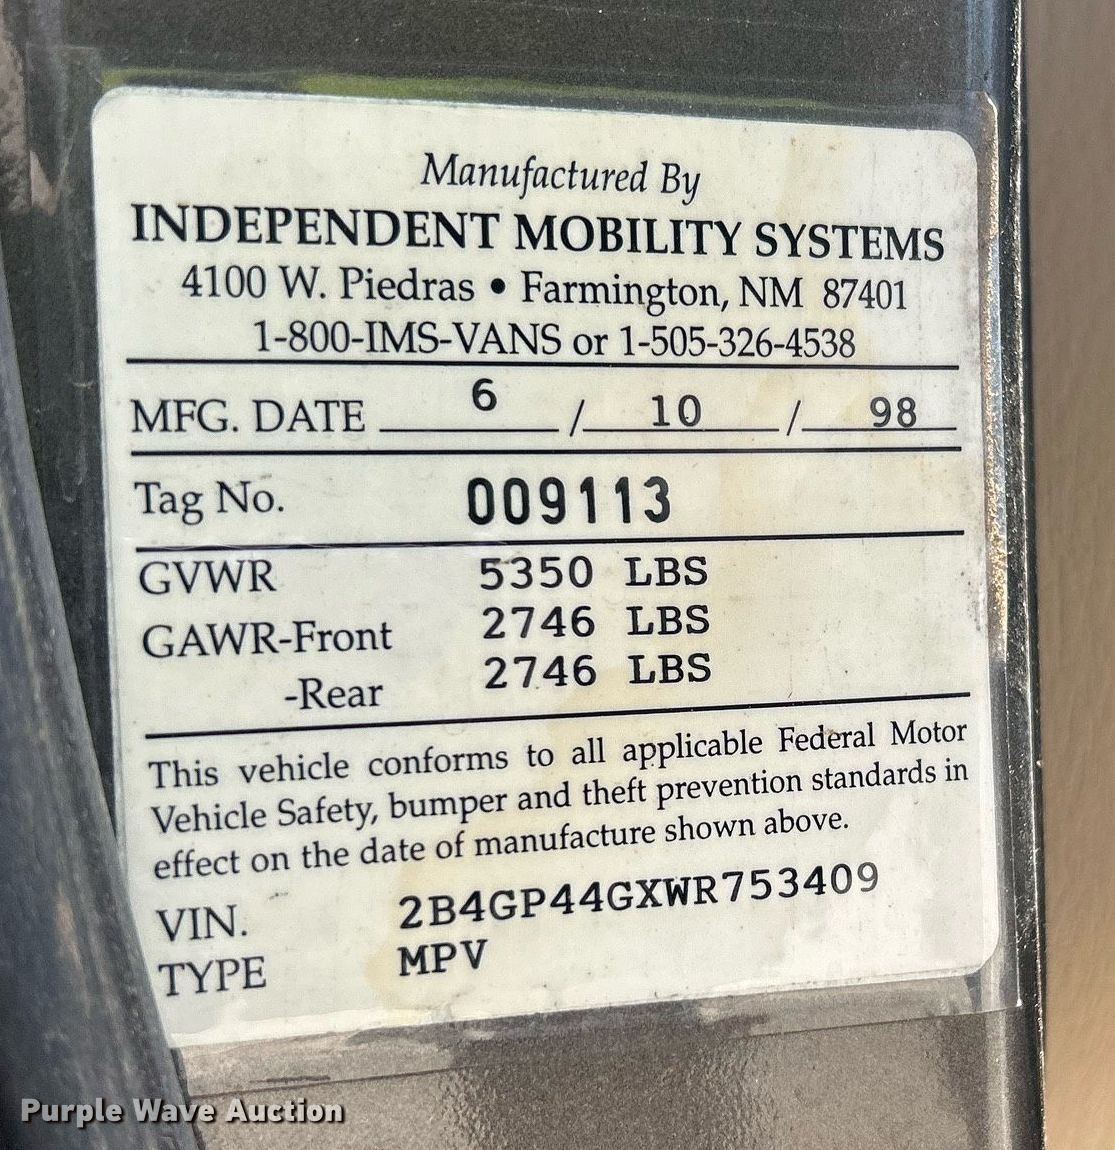 Manufactured By
INDEPENDENT MOBILITY SYSTEMS
4100 W. Piedras • Farmington, NM 87401
1-800-IMS-VANS or 1-505-326-4538
MFG. DATE 6 / 10 / 98
Tag No. 009113
GVWR 5350 LBS
GAWR-Front 2746 LBS
-Rear 2746 LBS
This vehicle conforms to all applicable Federal Motor
Vehicle Safety, bumper and theft prevention standards in
effect on the date of manufacture shown above.
VIN. 2B4GP44GXWR753409
TYPE MPV
Purple Wave Auction